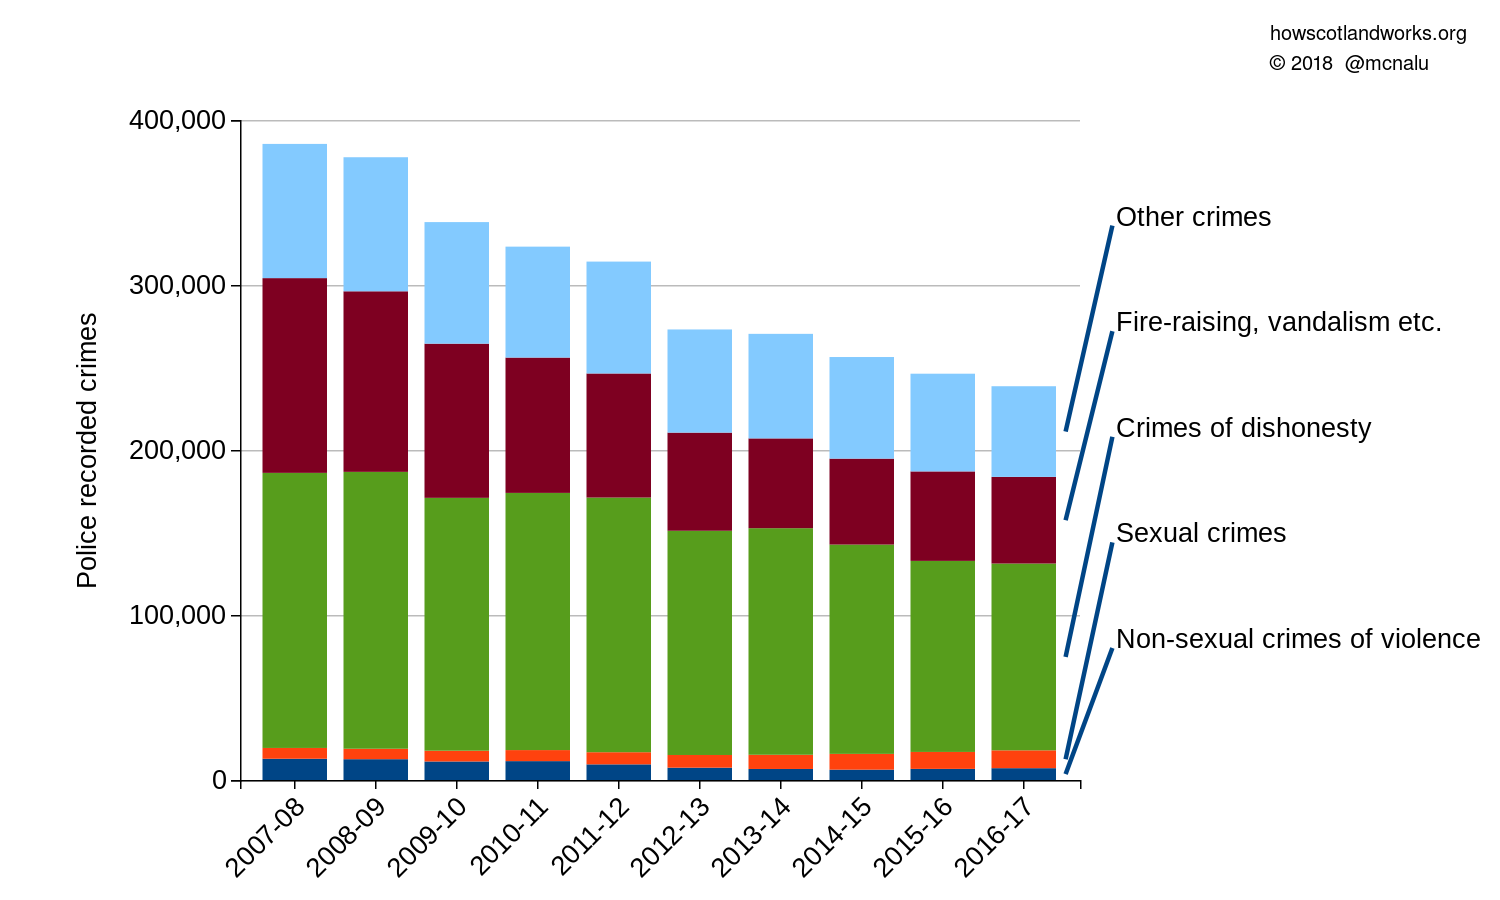 howscotlandworks.org
© 2018 @mcnalu
400,000
300,000
200,000
100,000
0
Police recorded crimes
Other crimes
Fire-raising, vandalism etc.
Crimes of dishonesty
Sexual crimes
Non-sexual crimes of violence
2007-08
2008-09
2009-10
2010-11
2011-12
2012-13
2013-14
2014-15
2015-16
2016-17